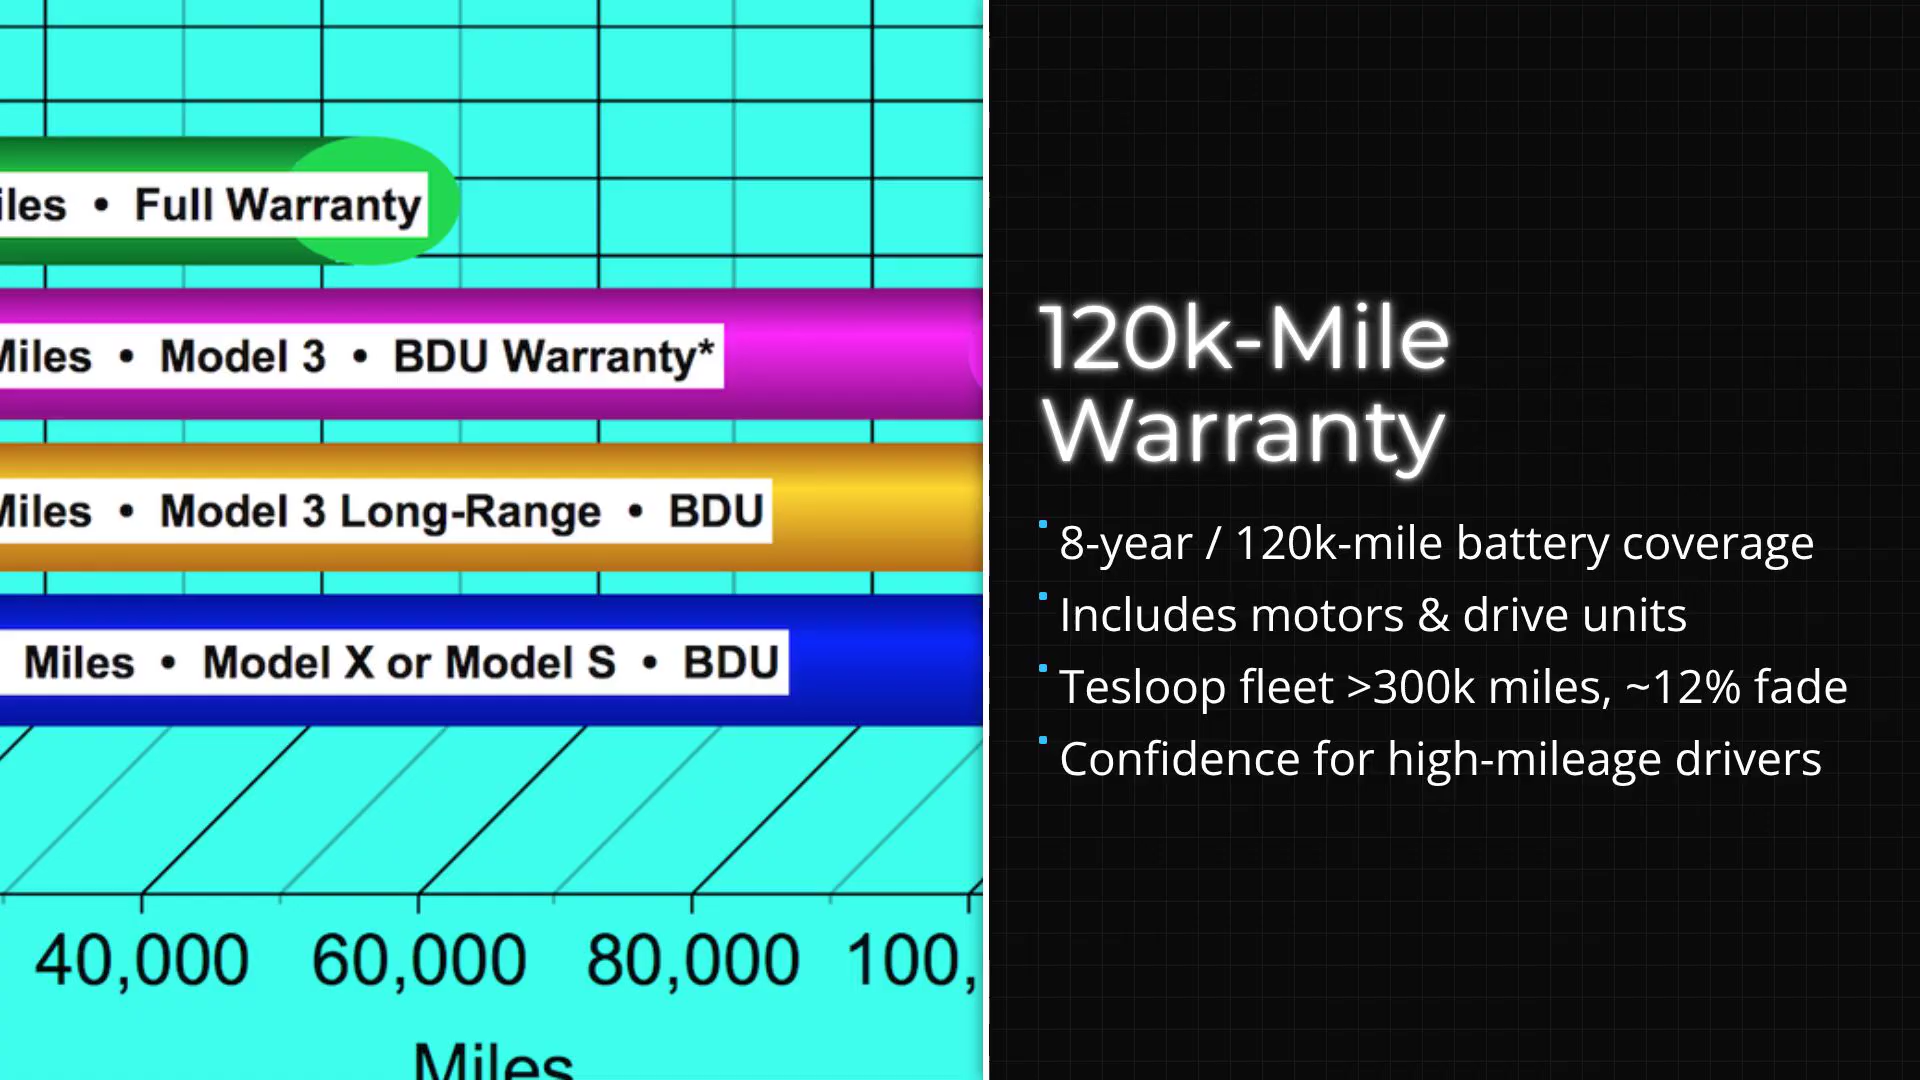 iles • Full Warranty
Miles • Model 3 • BDU Warranty*
Miles • Model 3 Long-Range • BDU
Miles • Model X or Model S • BDU
40,000 60,000 80,000 100,
Miles
120k-Mile
Warranty
8-year / 120k-mile battery coverage
Includes motors & drive units
Tesloop fleet >300k miles, ~12% fade
Confidence for high-mileage drivers